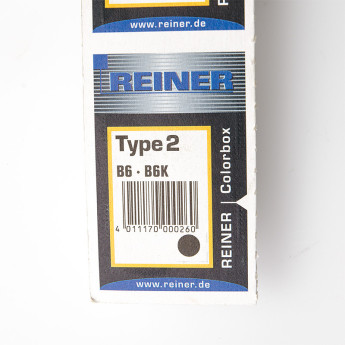 R
www.reiner.de
REINER
Type 2
B6 · B6K
4 011170 000260
REINER Colorbox
www.reiner.de